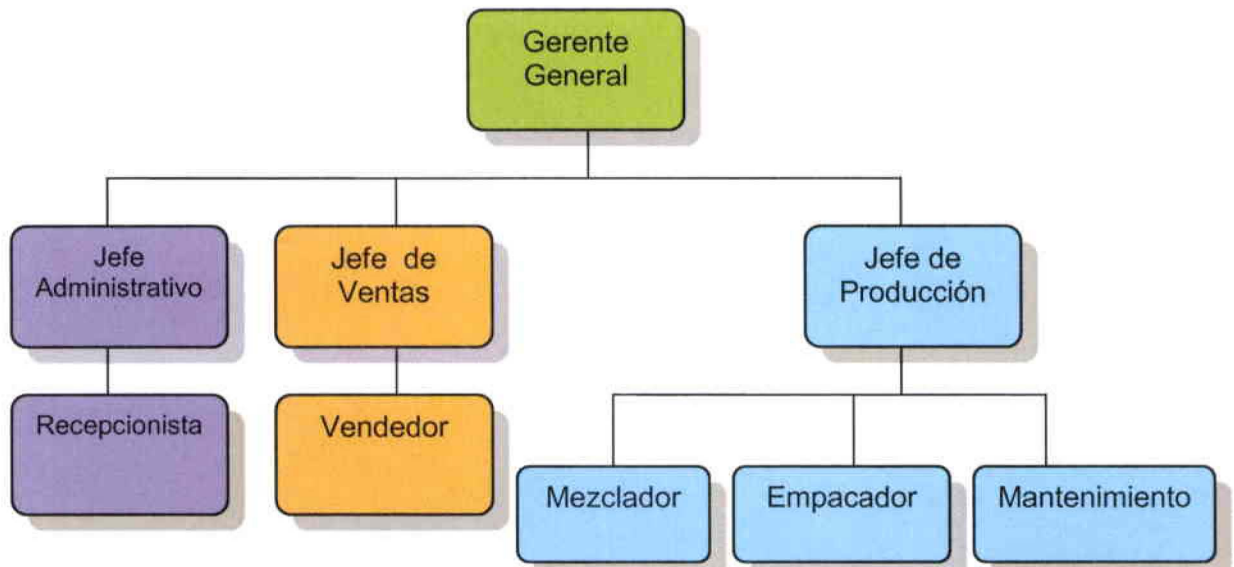 Gerente
General
Jefe
Administrativo
Jefe de
Ventas
Jefe de
Producción
Recepcionista
Vendedor
Mezclador
Empacador
Mantenimiento